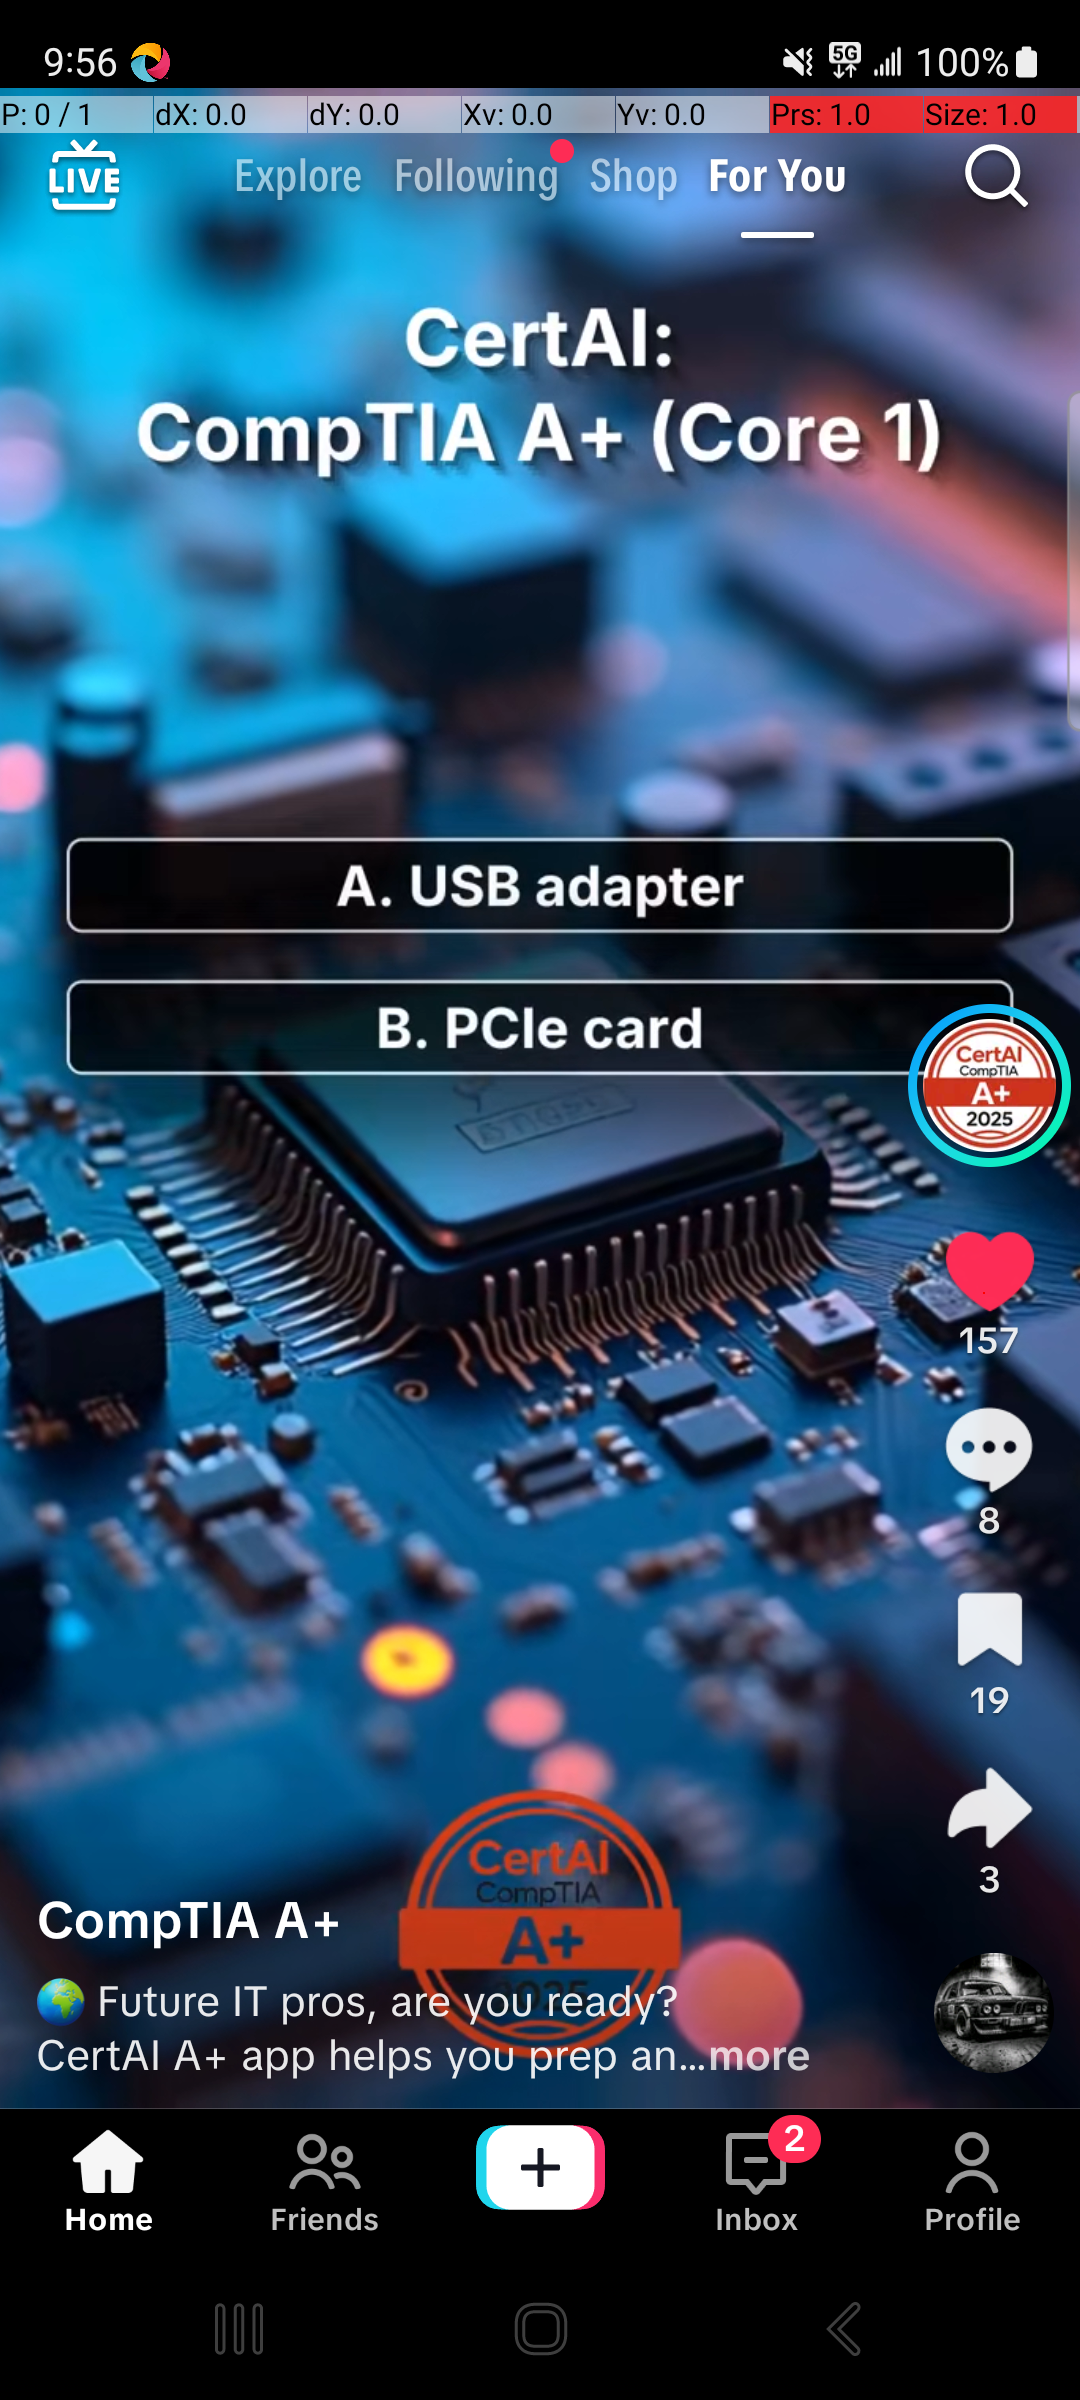 9:56
5G
100%
P: 0 / 1
dX: 0.0
dY: 0.0
Xv: 0.0
Yv: 0.0
Prs: 1.0
Size: 1.0
LIVE
Explore
Following
Shop
For You
CertAI:
CompTIA A+ (Core 1)
A. USB adapter
B. PCIe card
CertAI
CompTIA
A+
2025
157
8
19
3
CertAI
CompTIA
A+
2025
CompTIA A+
🌍 Future IT pros, are you ready?
CertAI A+ app helps you prep an...more
Home
Friends
2
Inbox
Profile